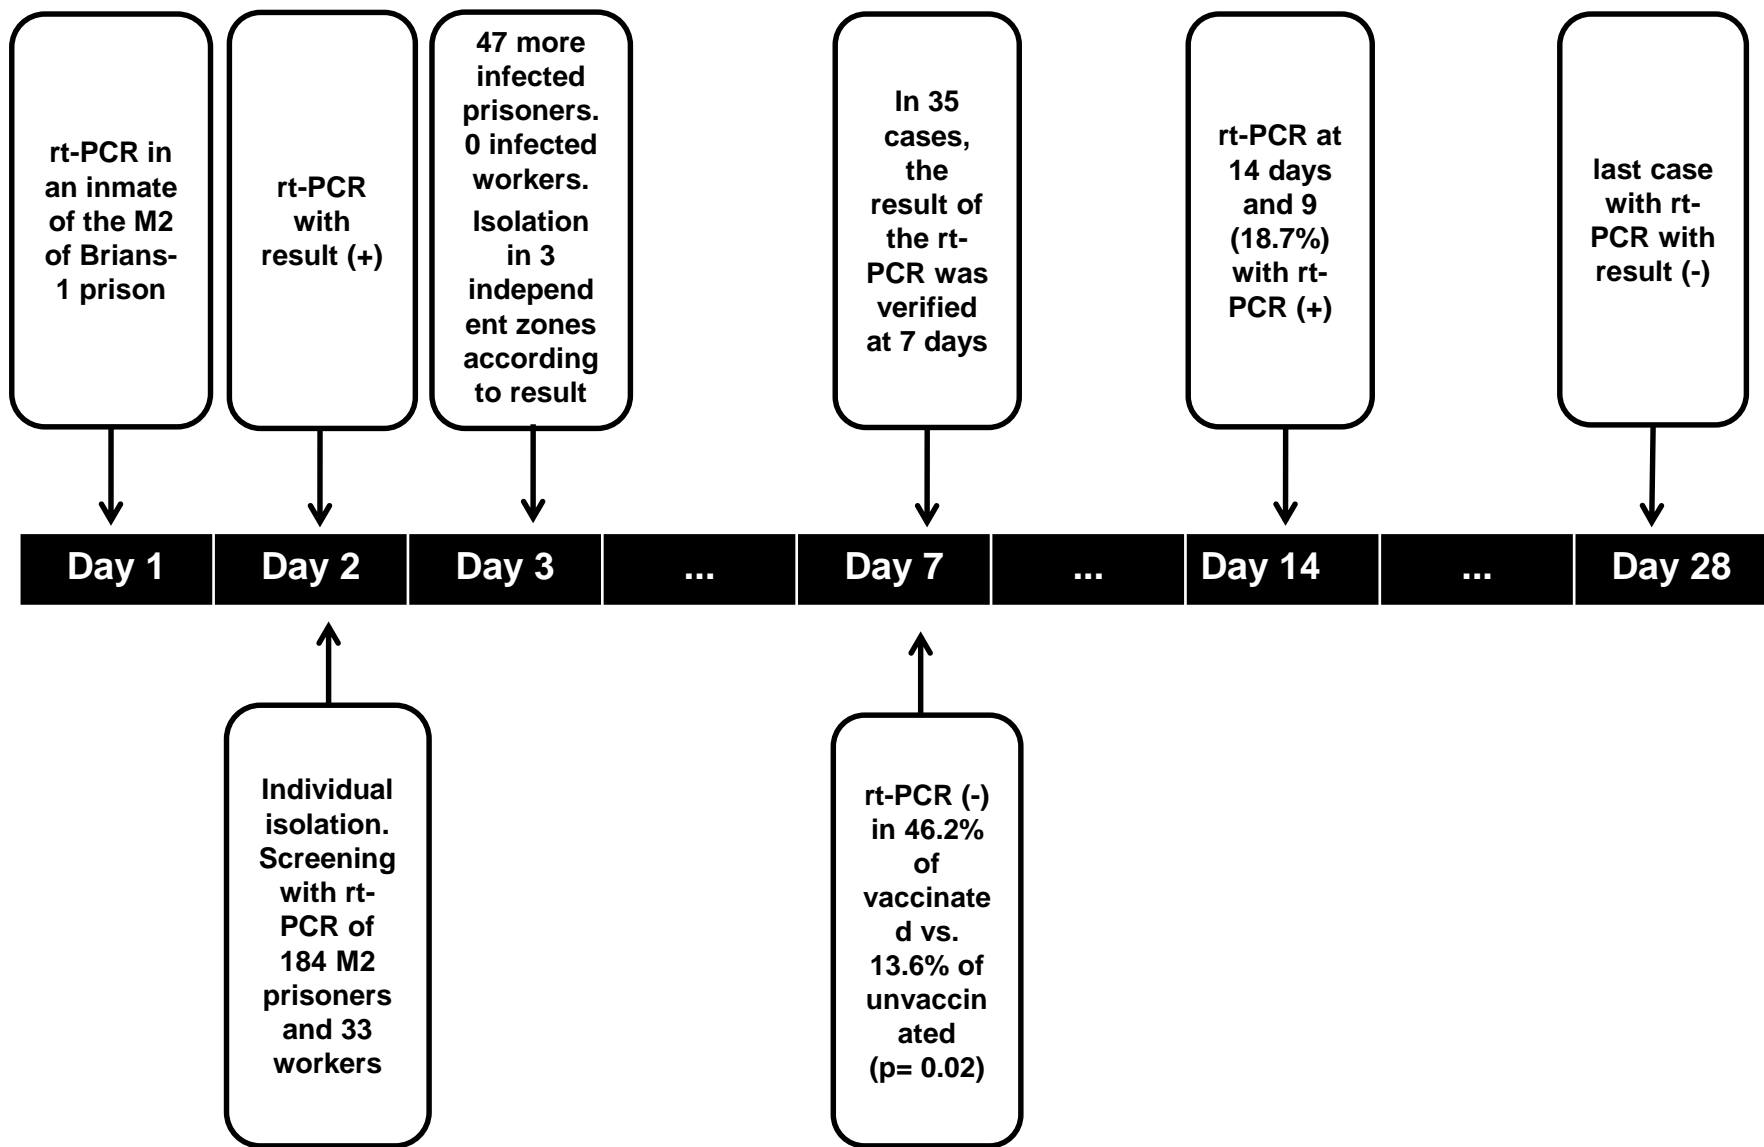 rt-PCR in
an inmate
of the M2
of Brians-
1 prison
rt-PCR
with
result (+)
47 more
infected
prisoners.
0 infected
workers.
Isolation
in 3
independ
ent zones
according
to result
In 35
cases,
the
result of
the rt-
PCR was
verified
at 7 days
rt-PCR at
14 days
and 9
(18.7%)
with rt-
PCR (+)
last case
with rt-
PCR with
result (-)
Day 1
Day 2
Day 3
...
Day 7
...
Day 14
...
Day 28
Individual
isolation.
Screening
with rt-
PCR of
184 M2
prisoners
and 33
workers
rt-PCR (-)
in 46.2%
of
vaccinate
d vs.
13.6% of
unvaccin
ated
(p= 0.02)